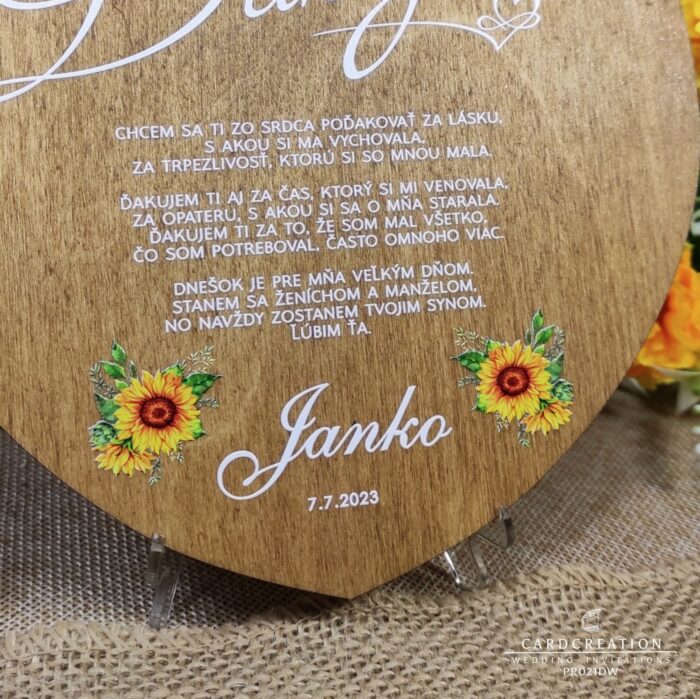 CHCEM SA TI ZO SRDCA POĎAKOVAŤ ZA LÁSKU,
S AKOU SI MA VYCHOVALA,
ZA TRPEZLIVOSŤ, KTORÚ SI SO MNOU MALA.
ĎAKUJEM TI AJ ZA ČAS, KTORÝ SI MI VENOVALA,
ZA OPATERU, S AKOU SI SA O MŇA STARALA.
ĎAKUJEM TI ZA TO, ŽE SOM MAL VŠETKO,
ČO SOM POTREBOVAL, ČASTO OMNOHO VIAC.
DNEŠOK JE PRE MŇA VEĽKÝM DŇOM.
STANEM SA ŽENÍCHOM A MANŽELOM,
NO NAVŽDY ZOSTANEM TVOJIM SYNOM.
ĽÚBIM ŤA.
Janko
7.7.2023
CARDCREATION
WEDDING INVITATIONS
PR021DW